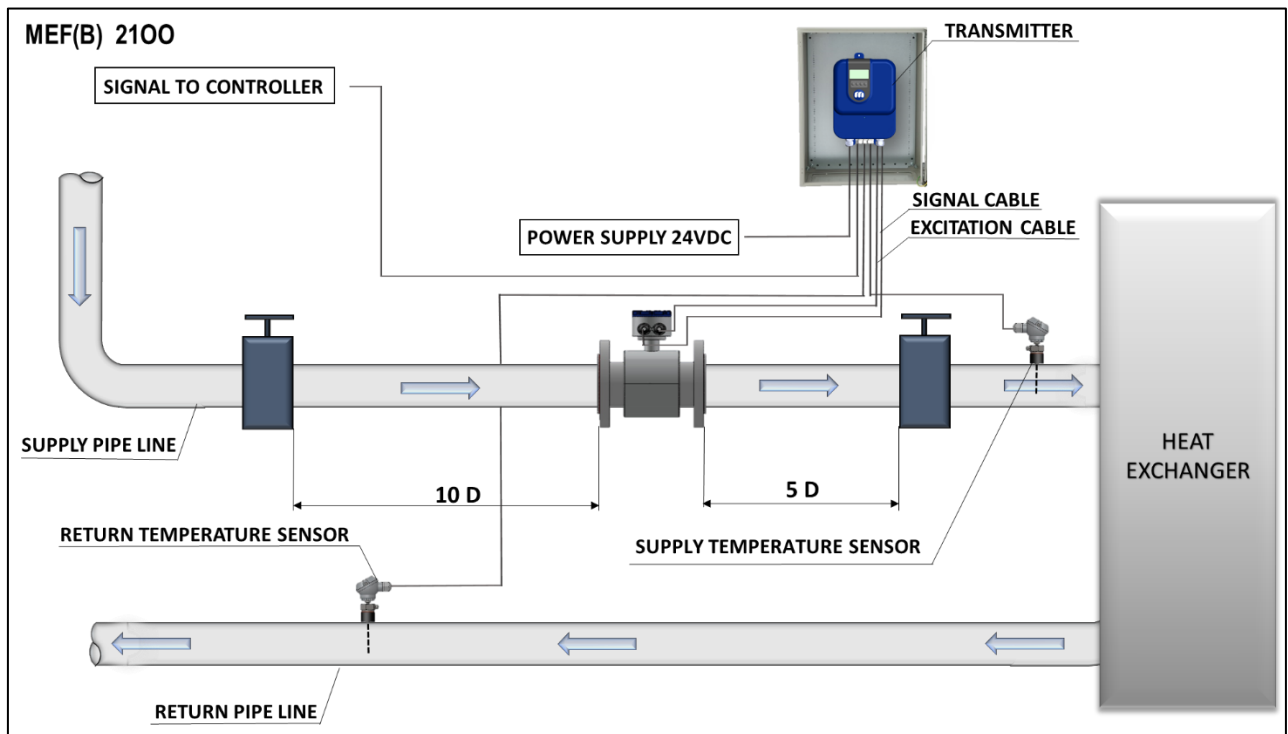 MEF(B) 21OO
TRANSMITTER
SIGNAL TO CONTROLLER
SIGNAL CABLE
POWER SUPPLY 24VDC
EXCITATION CABLE
SUPPLY PIPE LINE
HEAT
EXCHANGER
10 D
5 D
RETURN TEMPERATURE SENSOR
SUPPLY TEMPERATURE SENSOR
RETURN PIPE LINE